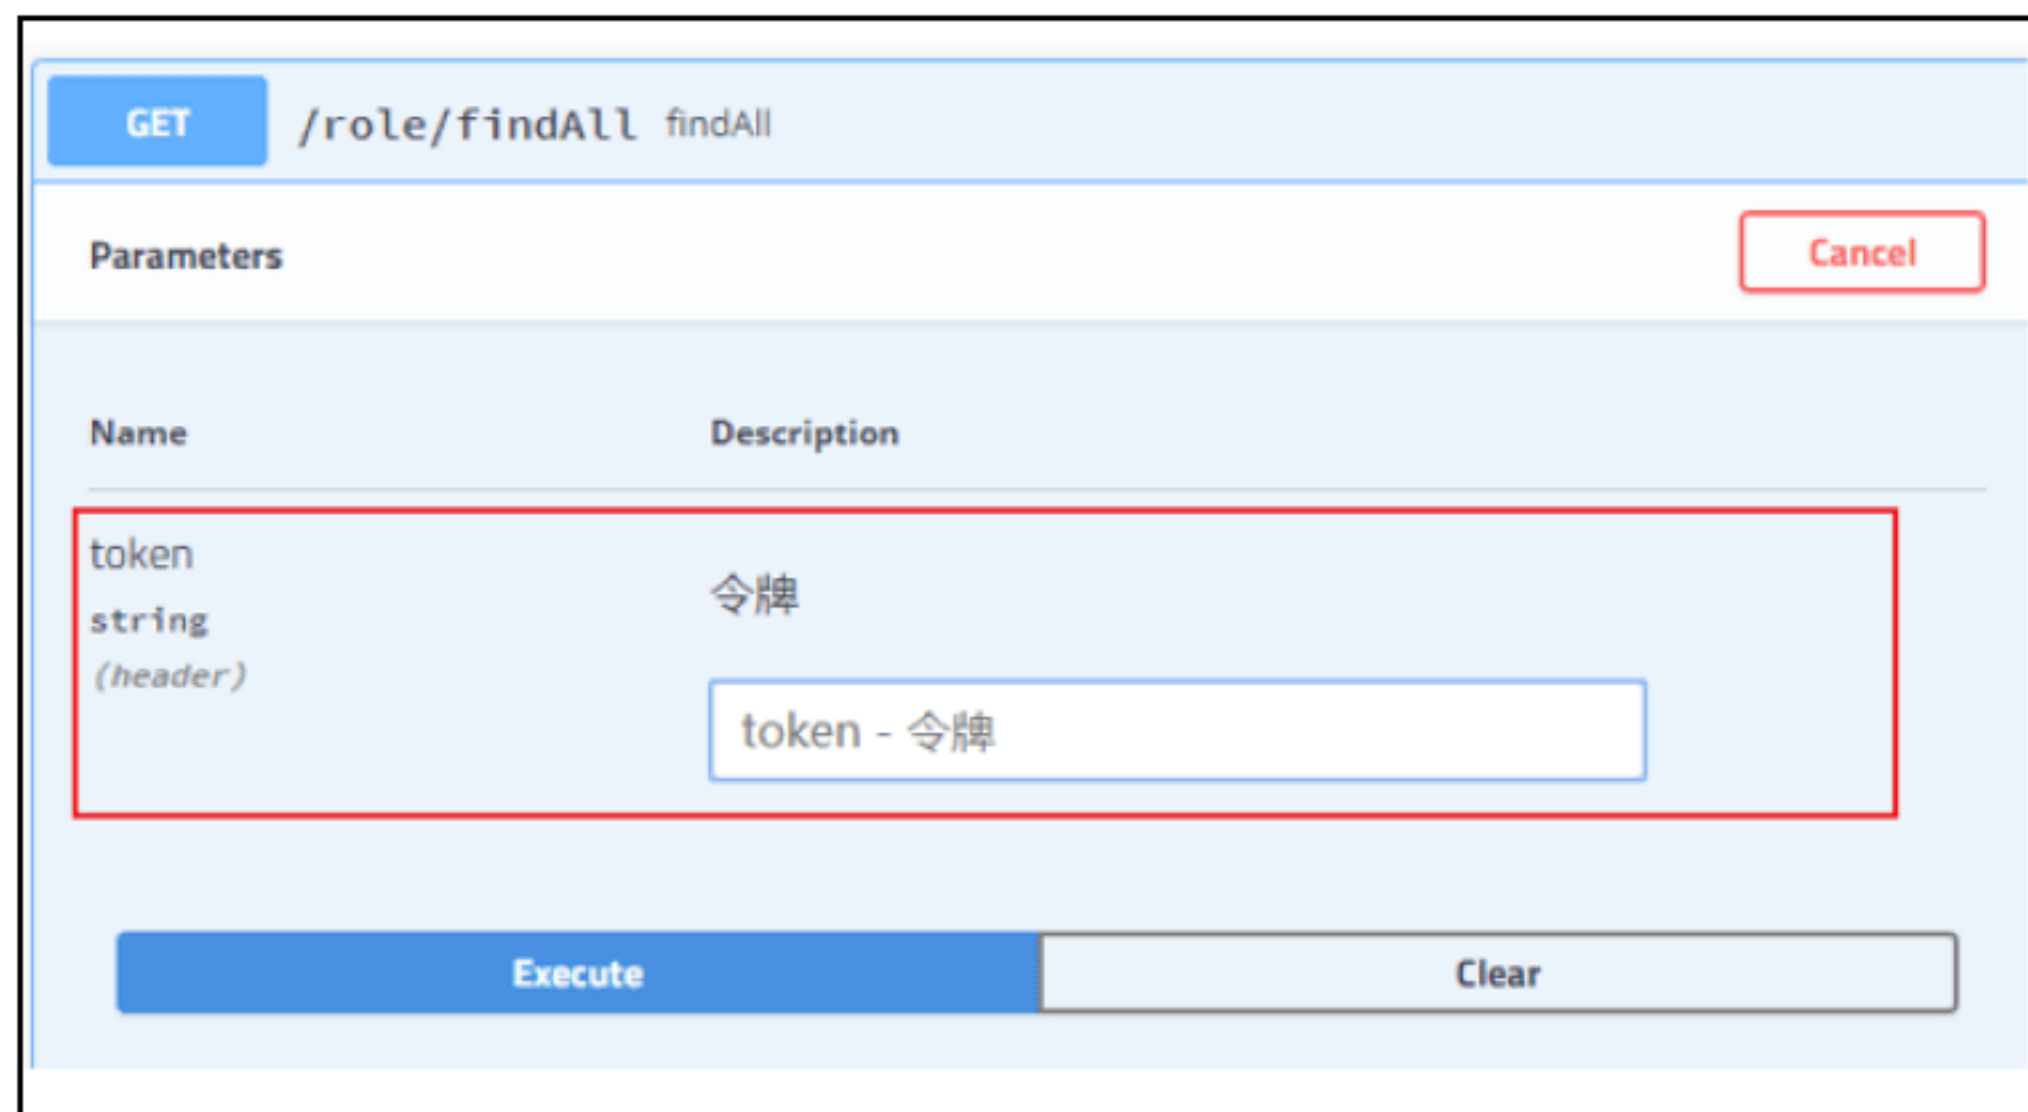 GET /role/findAll findAll
Parameters
Cancel
Name Description
token
string
(header)
令牌
token - 令牌
Execute
Clear